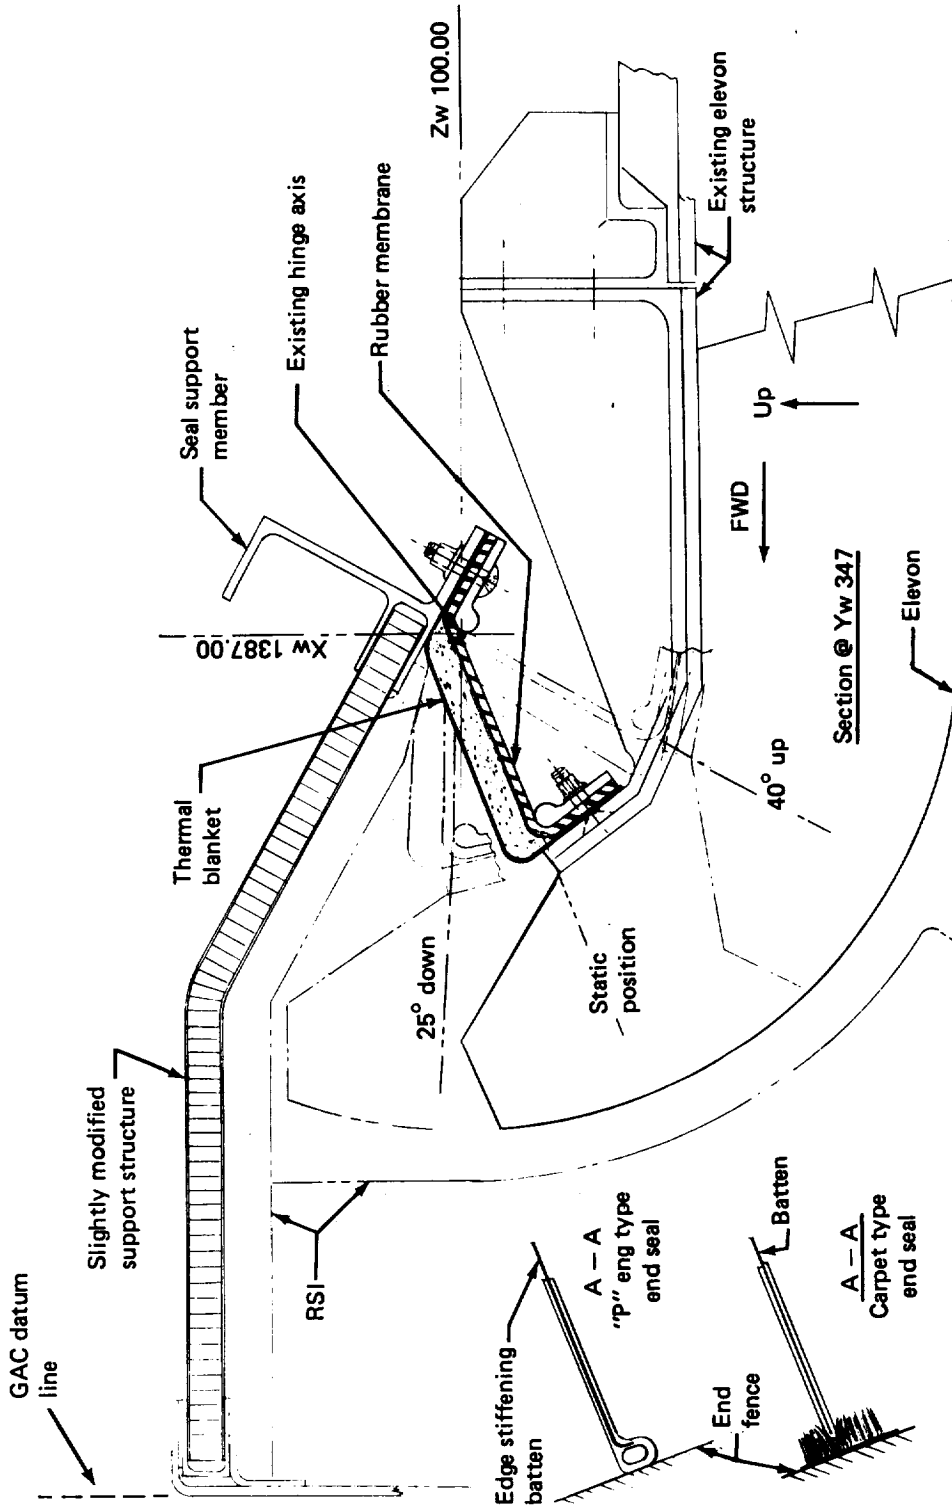 GAC datum
line
Slightly modified
support structure
Thermal
blanket
Seal support
member
Existing hinge axis
Rubber membrane
Zw 100.00
Xw 1387.00
RSI
25° down
Static
position
40° up
FWD
Up
Existing elevon
structure
Section @ Yw 347
Elevon
Edge stiffening
batten
A – A
"P" eng type
end seal
End
fence
Batten
A – A
Carpet type
end seal